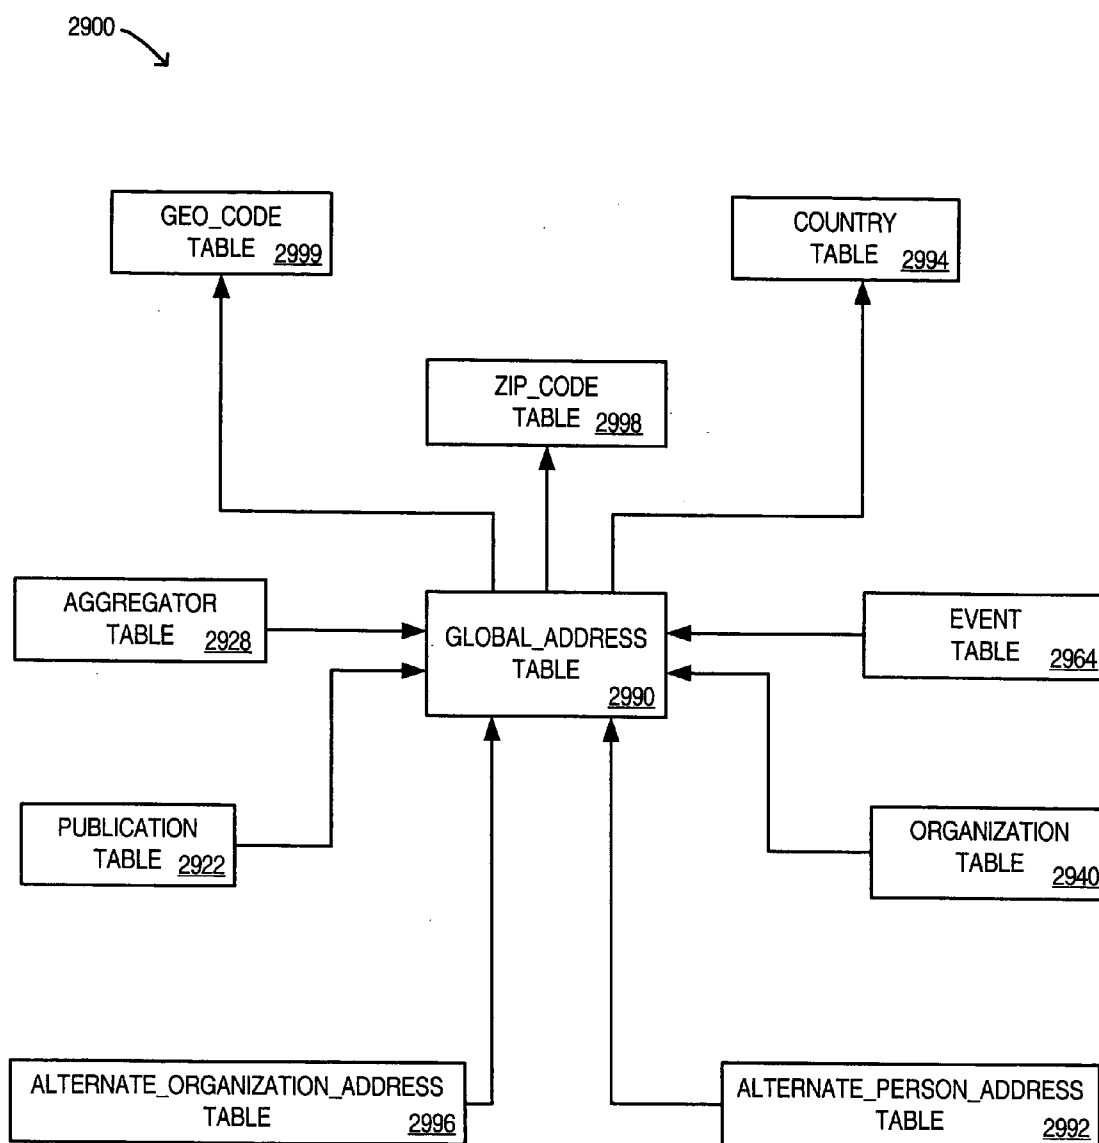 2900
GEO_CODE
TABLE 2999
COUNTRY
TABLE 2994
ZIP_CODE
TABLE 2998
AGGREGATOR
TABLE 2928
GLOBAL_ADDRESS
TABLE
2990
EVENT
TABLE 2964
PUBLICATION
TABLE 2922
ORGANIZATION
TABLE 2940
ALTERNATE_ORGANIZATION_ADDRESS
TABLE 2996
ALTERNATE_PERSON_ADDRESS
TABLE 2992